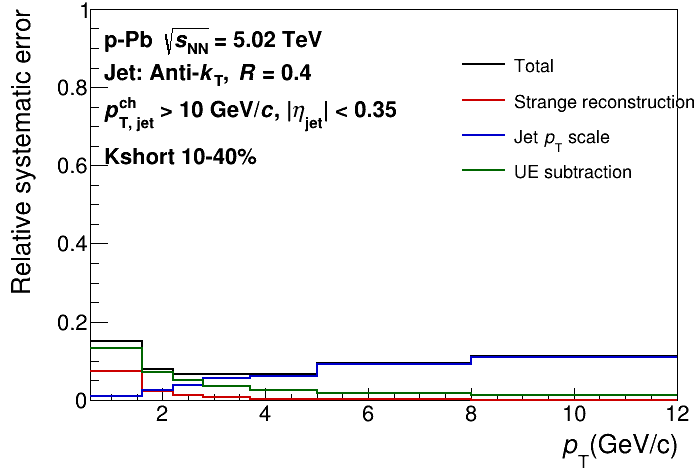 Relative systematic error
1
0.8
0.6
0.4
0.2
0
p-Pb √sNN = 5.02 TeV
Jet: Anti-kT, R = 0.4
p ch T, jet > 10 GeV/c, |ηjet| < 0.35
Kshort 10-40%
Total
Strange reconstruction
Jet pT scale
UE subtraction
2 4 6 8 10 12
pT(GeV/c)